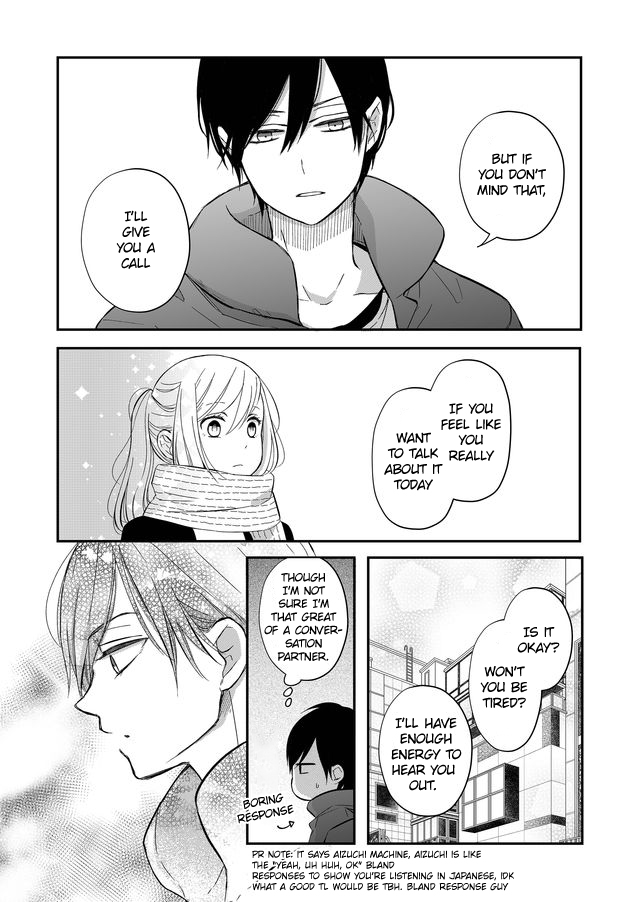 BUT IF
YOU DON'T
MIND THAT,
I'LL
GIVE
YOU A
CALL
IF YOU
FEEL LIKE
YOU
REALLY
WANT
TO TALK
ABOUT IT
TODAY
IS IT
OKAY?
WON'T
YOU BE
TIRED?
I'LL HAVE
ENOUGH
ENERGY TO
HEAR YOU
OUT.
THOUGH
I'M NOT
SURE I'M
THAT GREAT
OF A CONVER-
SATION
PARTNER.
BORING
RESPONSE
PR NOTE: IT SAYS AIZUCHI MACHINE, AIZUCHI IS LIKE
THE "YEAH, UH HUH, OK" BLAND
RESPONSES TO SHOW YOU'RE LISTENING IN JAPANESE, IDK
WHAT A GOOD TL WOULD BE TBH. BLAND RESPONSE GUY